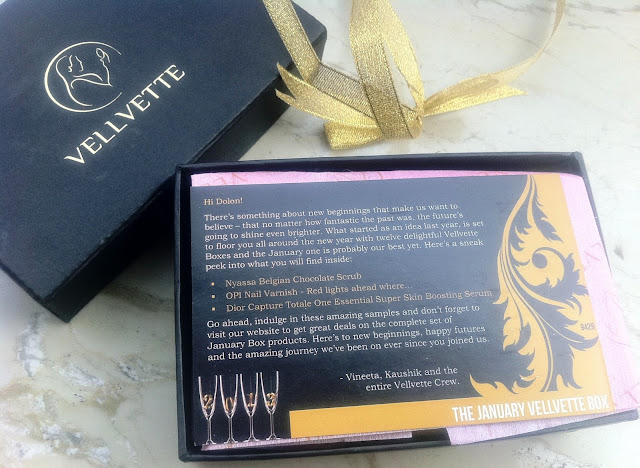 VELLVETTE
Hi Dolon!
There's something about new beginnings that make us want to
believe – that no matter how fantastic the past was, the future's
going to shine even brighter. What started as an idea last year, is set
to floor you all around the new year with twelve delightful Vellvette
Boxes and the January one is probably our best yet. Here's a sneak
peek into what you will find inside:
• Nyassa Belgian Chocolate Scrub
• OPI Nail Varnish - Red lights ahead where...
• Dior Capture Totale One Essential Super Skin Boosting Serum
Go ahead, indulge in these amazing samples and don't forget to
visit our website to get great deals on the complete set of
January Box products. Here's to new beginnings, happy futures
and the amazing journey we've been on ever since you joined us.
- Vineeta, Kaushik and the
entire Vellvette Crew.
2013
THE JANUARY VELLVETTE BOX